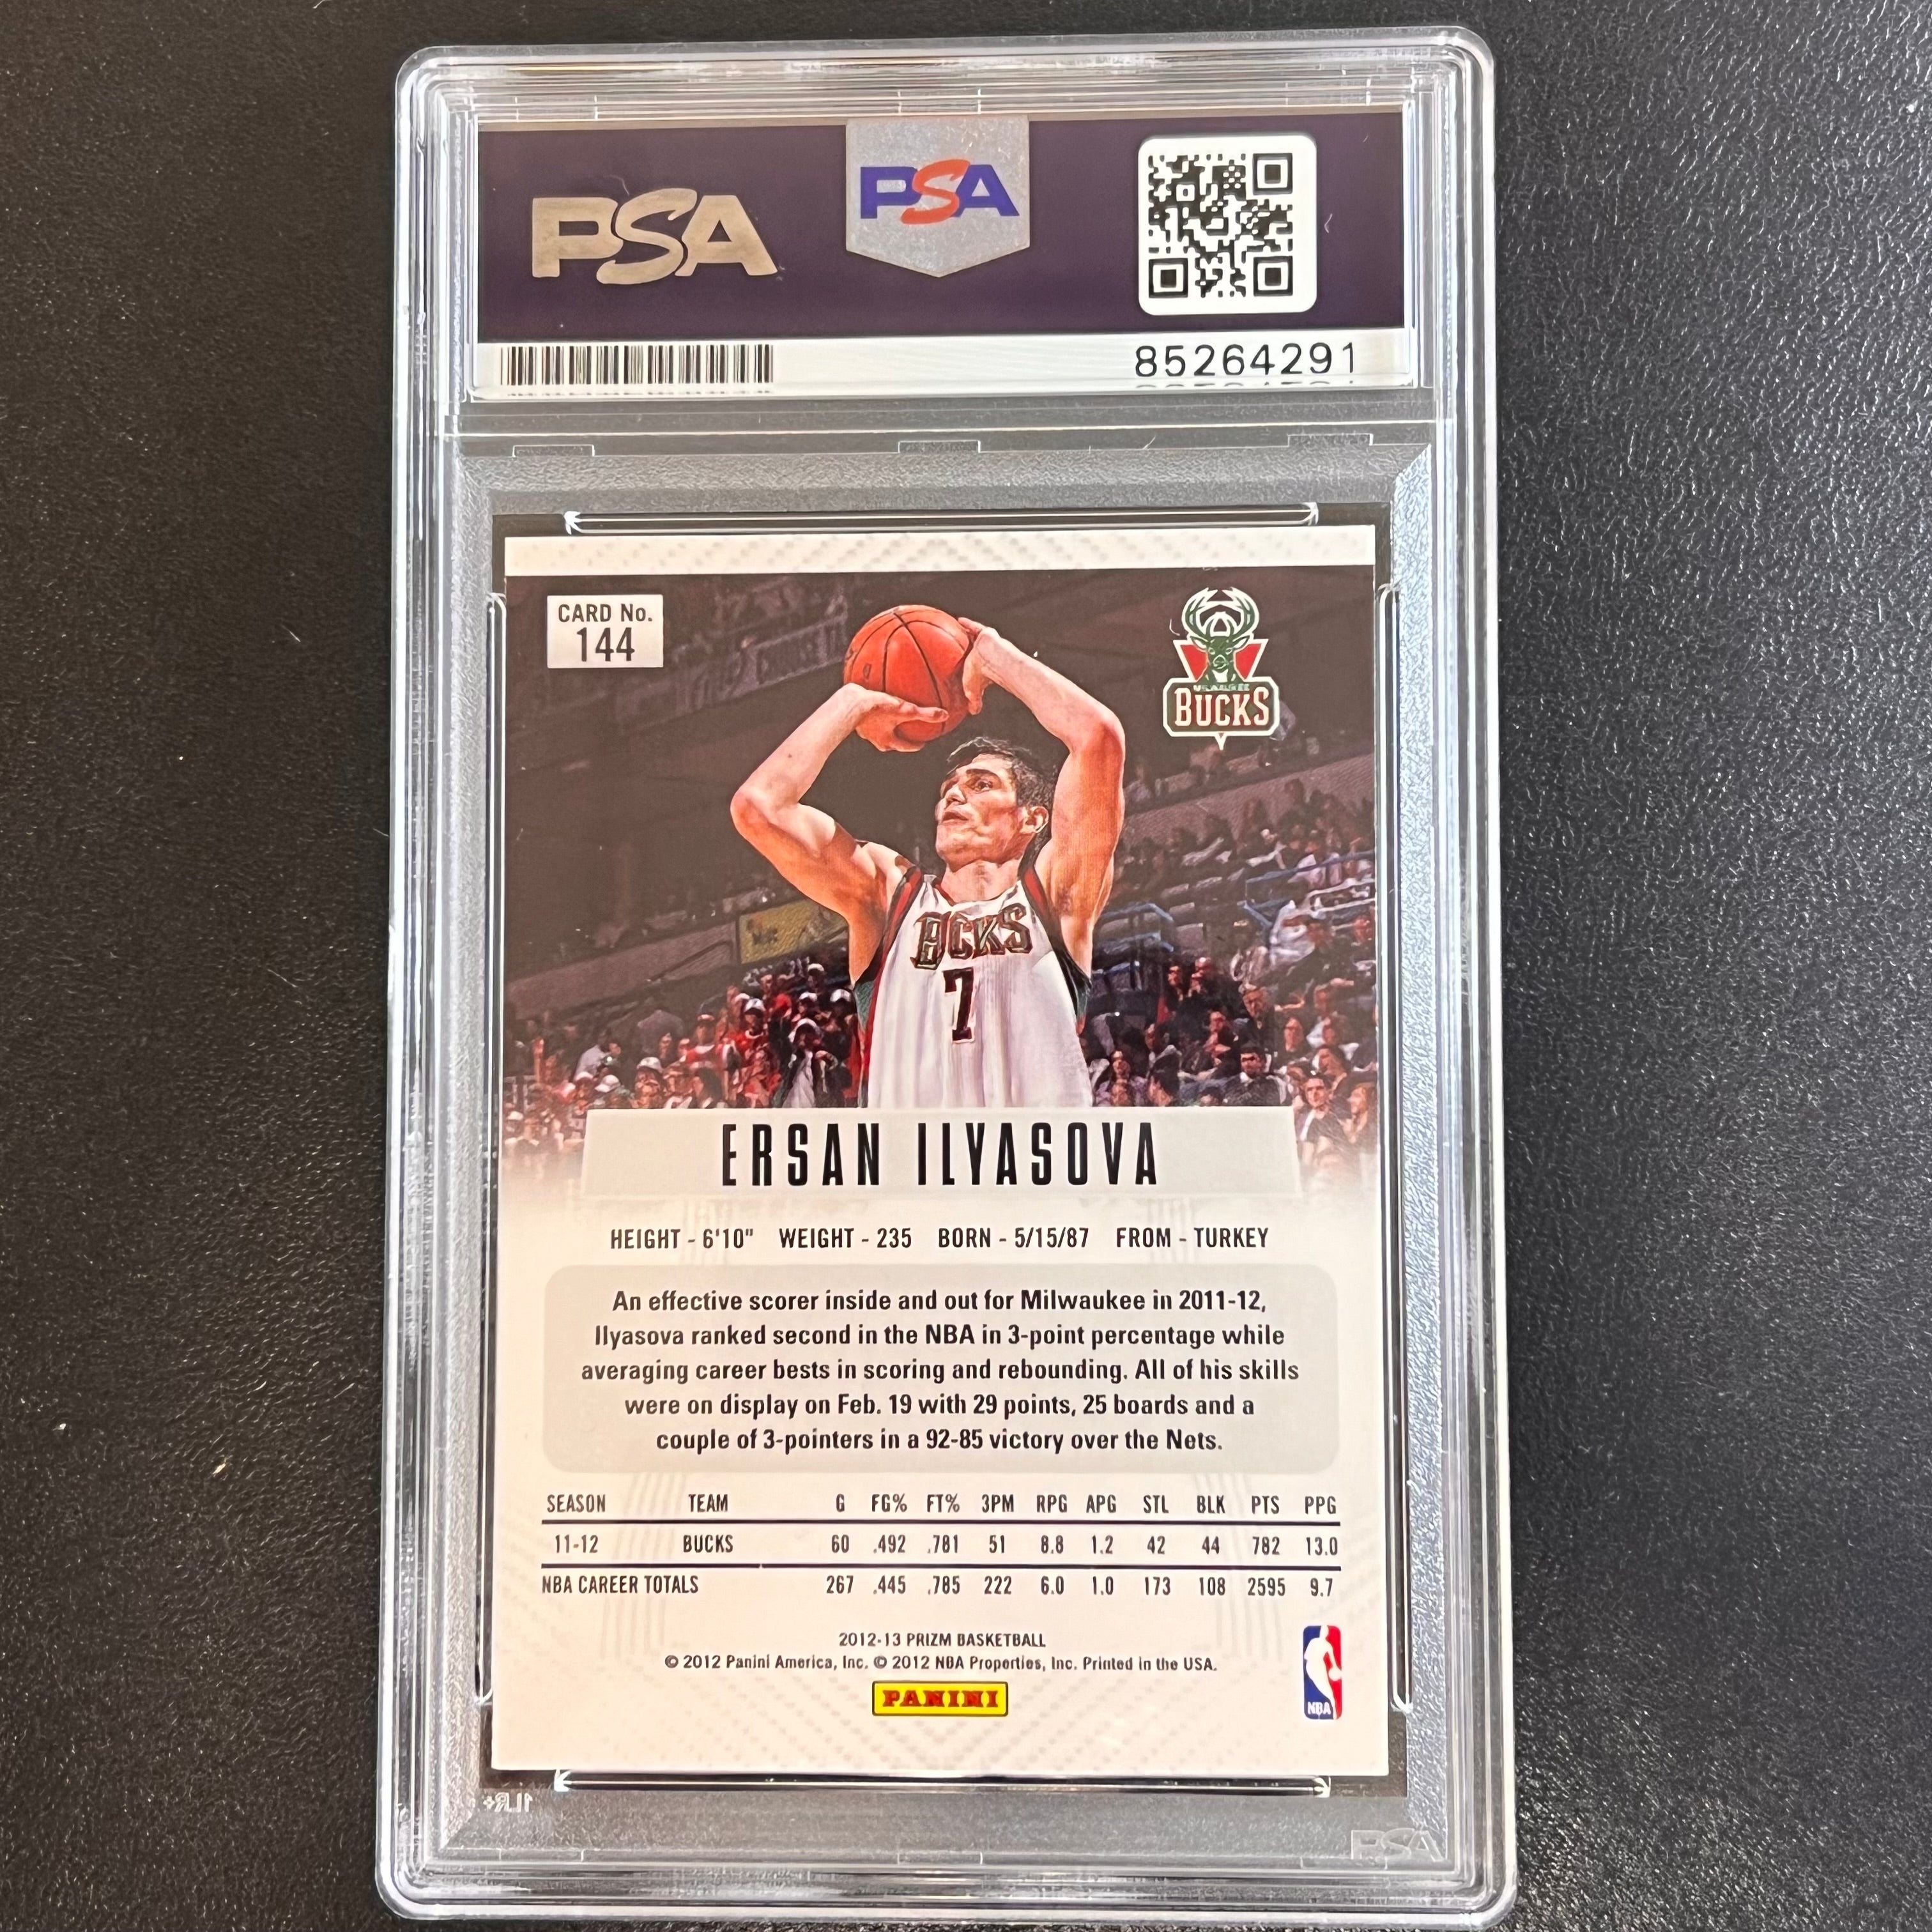 PSA
PSA
85264291
CARD No.
144
MILWAUKEE
BUCKS
BUCKS
7
ERSAN ILYASOVA
HEIGHT - 6'10" WEIGHT - 235 BORN - 5/15/87 FROM - TURKEY
An effective scorer inside and out for Milwaukee in 2011-12,
Ilyasova ranked second in the NBA in 3-point percentage while
averaging career bests in scoring and rebounding. All of his skills
were on display on Feb. 19 with 29 points, 25 boards and a
couple of 3-pointers in a 92-85 victory over the Nets.
SEASON TEAM G FG% FT% 3PM RPG APG STL BLK PTS PPG
11-12 BUCKS 60 .492 .781 51 8.8 1.2 42 44 782 13.0
NBA CAREER TOTALS 267 .445 .785 222 6.0 1.0 173 108 2595 9.7
2012-13 PRIZM BASKETBALL
© 2012 Panini America, Inc. © 2012 NBA Properties, Inc. Printed in the USA.
PANINI
NBA
PSA